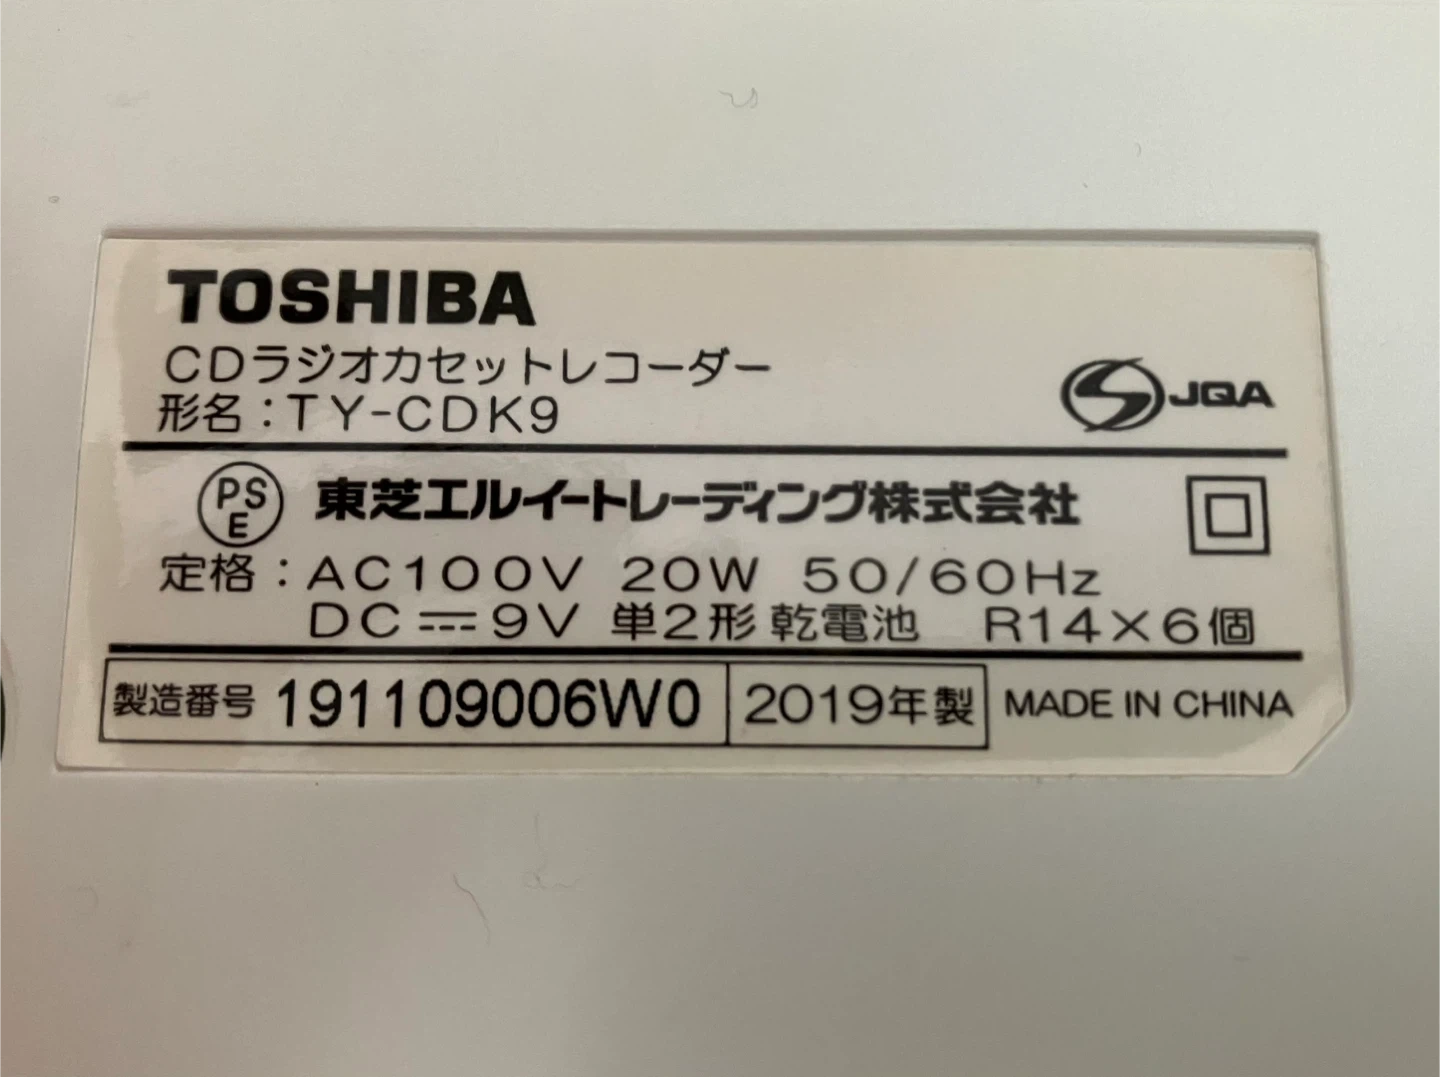 TOSHIBA
CDラジオカセットレコーダー
形名：TY-CDK9
JQA
PSE 東芝エルイートレーディング株式会社
定格：AC100V 20W 50/60Hz
DC⎓9V 単2形 乾電池 R14×6個
製造番号 191109006W0 2019年製 MADE IN CHINA